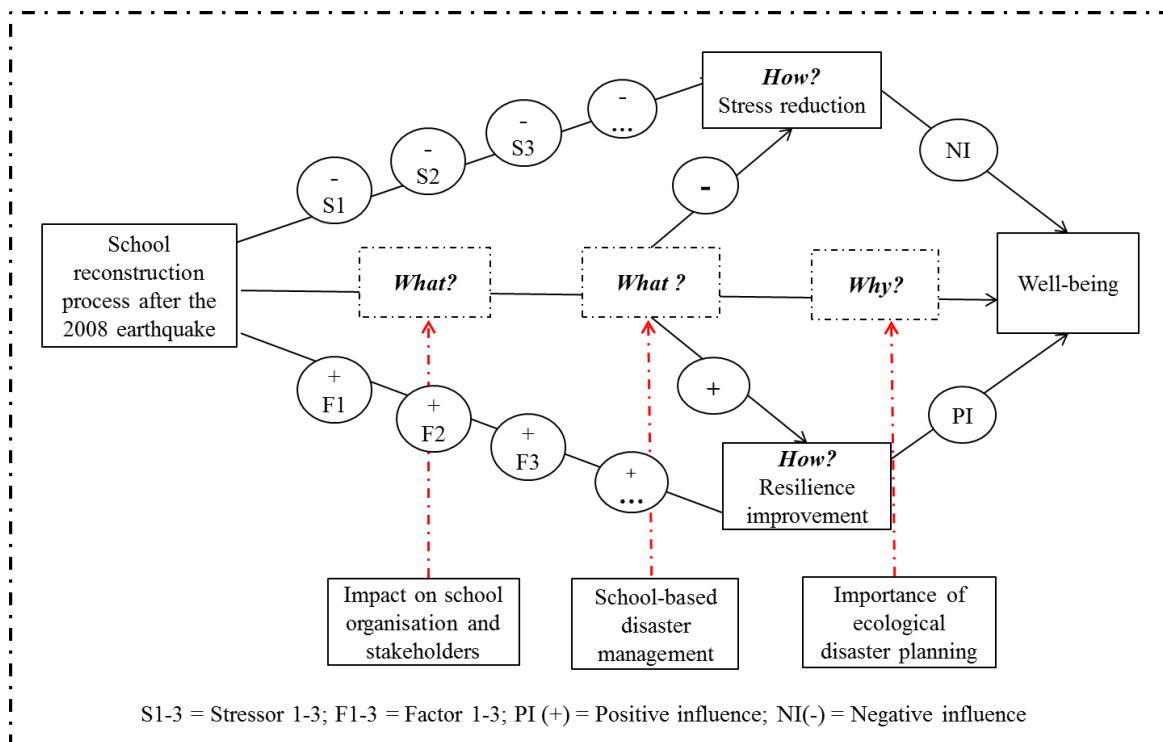 How?
Stress reduction
-
...
-
S3
-
S2
-
S1
NI
-
School
reconstruction
process after the
2008 earthquake
What?
What ?
Why?
Well-being
+
F1
+
F2
+
F3
+
...
+
PI
How?
Resilience
improvement
Impact on school
organisation and
stakeholders
School-based
disaster
management
Importance of
ecological
disaster planning
S1-3 = Stressor 1-3; F1-3 = Factor 1-3; PI (+) = Positive influence; NI(-) = Negative influence